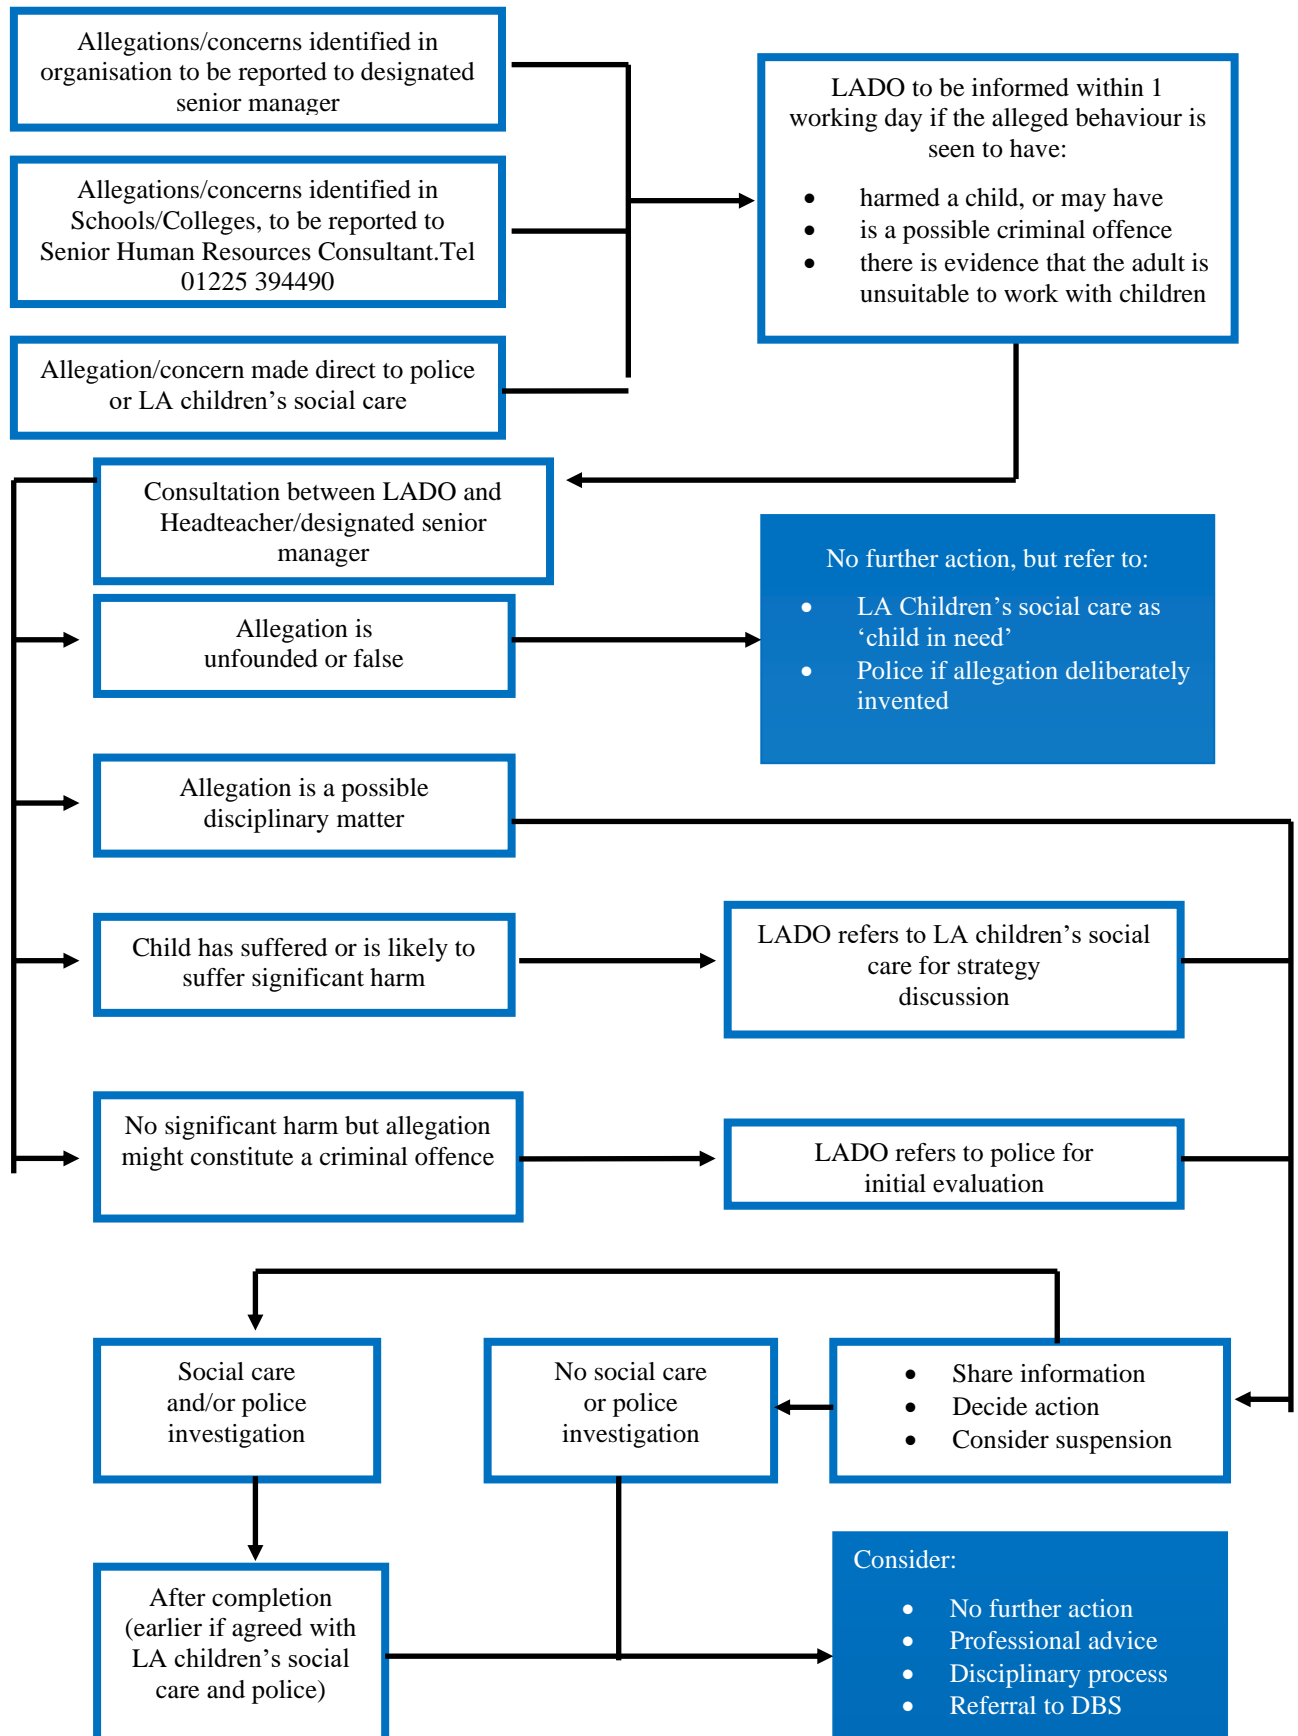 Allegations/concerns identified in
organisation to be reported to designated
senior manager
LADO to be informed within 1
working day if the alleged behaviour is
seen to have:
• harmed a child, or may have
• is a possible criminal offence
• there is evidence that the adult is
unsuitable to work with children
Allegations/concerns identified in
Schools/Colleges, to be reported to
Senior Human Resources Consultant.Tel
01225 394490
Allegation/concern made direct to police
or LA children’s social care
Consultation between LADO and
Headteacher/designated senior
manager
No further action, but refer to:
• LA Children’s social care as
‘child in need’
• Police if allegation deliberately
invented
Allegation is
unfounded or false
Allegation is a possible
disciplinary matter
Child has suffered or is likely to
suffer significant harm
LADO refers to LA children’s social
care for strategy
discussion
No significant harm but allegation
might constitute a criminal offence
LADO refers to police for
initial evaluation
Social care
and/or police
investigation
No social care
or police
investigation
• Share information
• Decide action
• Consider suspension
After completion
(earlier if agreed with
LA children’s social
care and police)
Consider:
• No further action
• Professional advice
• Disciplinary process
• Referral to DBS